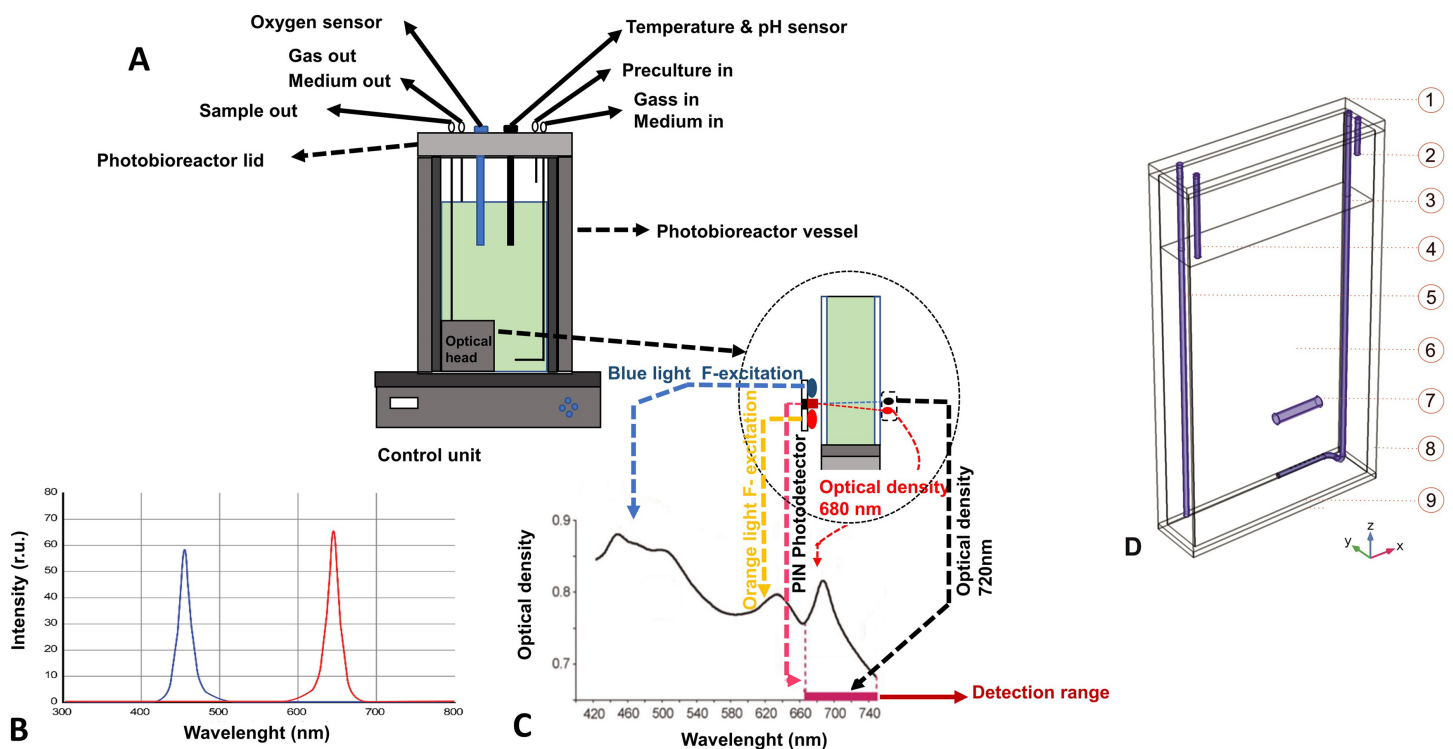 A
Oxygen sensor
Gas out
Medium out
Sample out
Photobioreactor lid
Temperature & pH sensor
Preculture in
Gass in
Medium in
Photobioreactor vessel
Optical
head
Control unit
Blue light F-excitation
Orange light F- excitation
PIN Photodetector
Optical density
680 nm
Optical density
720nm
B
Intensity (r.u.)
80
70
60
50
40
30
20
10
0
300
400
500
600
700
800
Wavelenght (nm)
C
Optical density
0.9
0.8
0.7
420
460
500
540
580
620
660
700
740
Wavelenght (nm)
Detection range
D
1
2
3
4
5
6
7
8
9
z
y
x